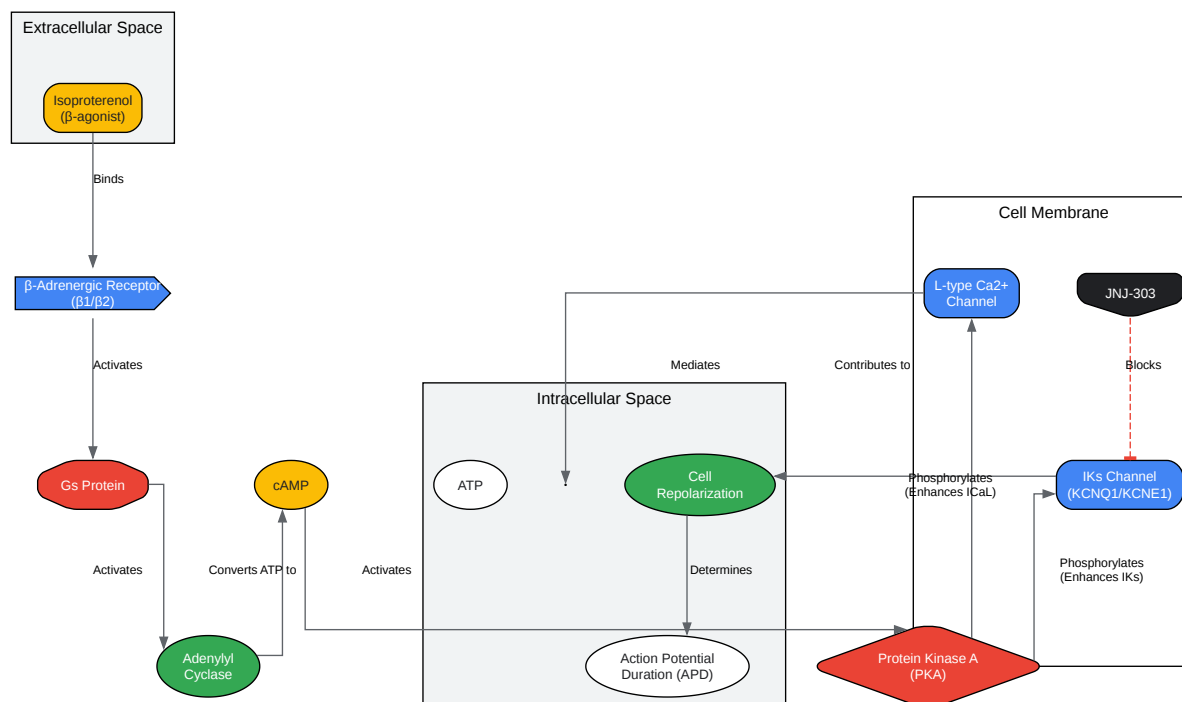 Extracellular Space
Isoproterenol
(β-agonist)
Binds
Cell Membrane
β-Adrenergic Receptor
(β1/β2)
L-type Ca2+
Channel
JNJ-303
Activates
Mediates
Contributes to
Blocks
Intracellular Space
Gs Protein
cAMP
ATP
Cell
Repolarization
Phosphorylates
(Enhances ICaL)
IKs Channel
(KCNQ1/KCNE1)
Activates
Converts ATP to
Activates
Determines
Phosphorylates
(Enhances IKs)
Adenylyl
Cyclase
Action Potential
Duration (APD)
Protein Kinase A
(PKA)